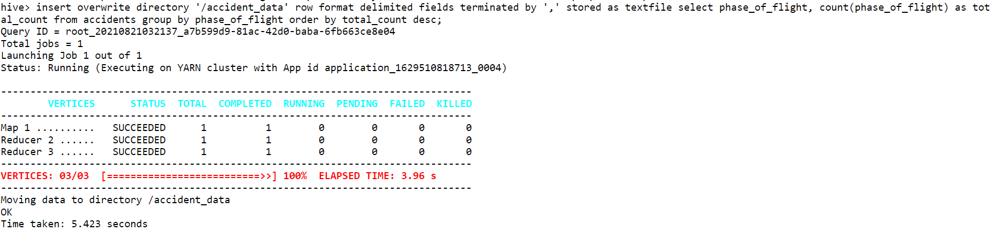 hive> insert overwrite directory '/accident_data' row format delimited fields terminated by ',' stored as textfile select phase_of_flight, count(phase_of_flight) as tot
al_count from accidents group by phase_of_flight order by total_count desc;
Query ID = root_20210821032137_a7b599d9-81ac-42d0-baba-6fb663ce8e04
Total jobs = 1
Launching Job 1 out of 1
Status: Running (Executing on YARN cluster with App id application_1629510818713_0004)
--------------------------------------------------------------------------------
        VERTICES      STATUS  TOTAL  COMPLETED  RUNNING  PENDING  FAILED  KILLED
--------------------------------------------------------------------------------
Map 1 ..........   SUCCEEDED      1          1        0        0       0       0
Reducer 2 ......   SUCCEEDED      1          1        0        0       0       0
Reducer 3 ......   SUCCEEDED      1          1        0        0       0       0
--------------------------------------------------------------------------------
VERTICES: 03/03  [==========================>>] 100%  ELAPSED TIME: 3.96 s
--------------------------------------------------------------------------------
Moving data to directory /accident_data
OK
Time taken: 5.423 seconds